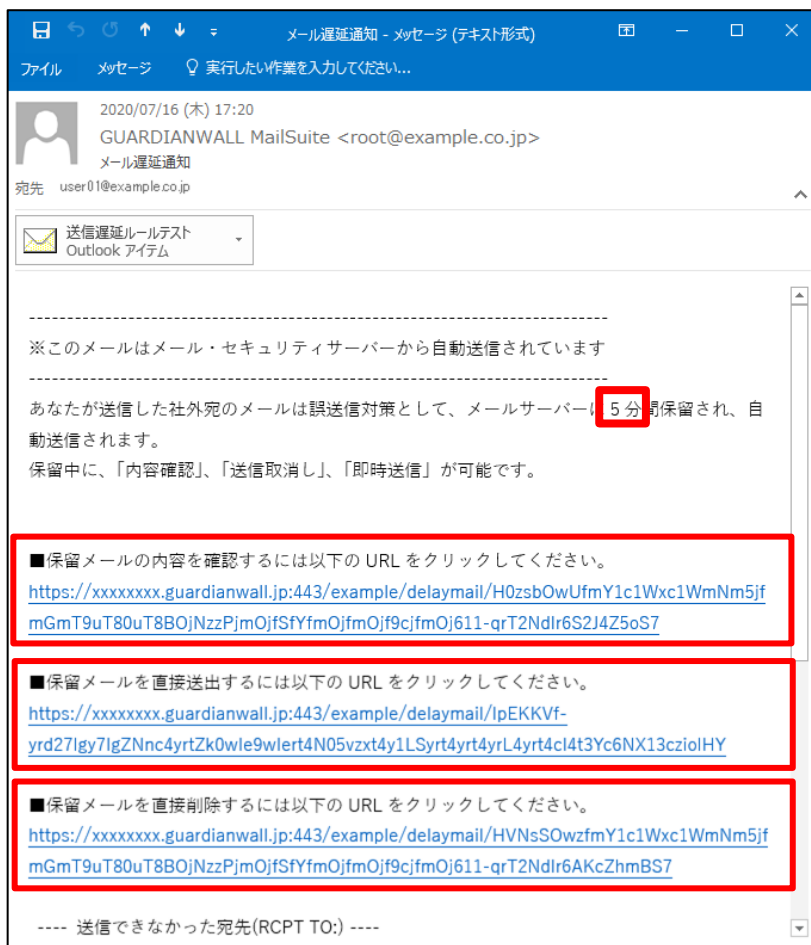 メール遅延通知 - メッセージ (テキスト形式)
ファイル メッセージ 実行したい作業を入力してください...
2020/07/16 (木) 17:20
GUARDIANWALL MailSuite <root@example.co.jp>
メール遅延通知
宛先 user01@example.co.jp
送信遅延ルールテスト
Outlook アイテム
-----------------------------------------------------------------------------
※このメールはメール・セキュリティサーバーから自動送信されています
-----------------------------------------------------------------------------
あなたが送信した社外宛のメールは誤送信対策として、メールサーバーに 5 分間保留され、自
動送信されます。
保留中に、「内容確認」、「送信取消し」、「即時送信」が可能です。
■保留メールの内容を確認するには以下の URL をクリックしてください。
https://xxxxxxxx.guardianwall.jp:443/example/delaymail/H0zsbOwUfmY1c1Wxc1WmNm5jf
mGmT9uT80uT8BOjNzzPjmOjfSfYfmOjfmOjf9cjfmOj611-qrT2NdIr6S2J4Z5oS7
■保留メールを直接送出するには以下の URL をクリックしてください。
https://xxxxxxxx.guardianwall.jp:443/example/delaymail/IpEKKVf-
yrd27Igy7IgZNnc4yrtZk0wIe9wIert4N05vzxt4y1LSyrt4yrt4yrL4yrt4cI4t3Yc6NX13czioIHY
■保留メールを直接削除するには以下の URL をクリックしてください。
https://xxxxxxxx.guardianwall.jp:443/example/delaymail/HVNsSOwzfmY1c1Wxc1WmNm5jf
mGmT9uT80uT8BOjNzzPjmOjfSfYfmOjfmOjf9cjfmOj611-qrT2NdIr6AKcZhmBS7
---- 送信できなかった宛先(RCPT TO:) ----